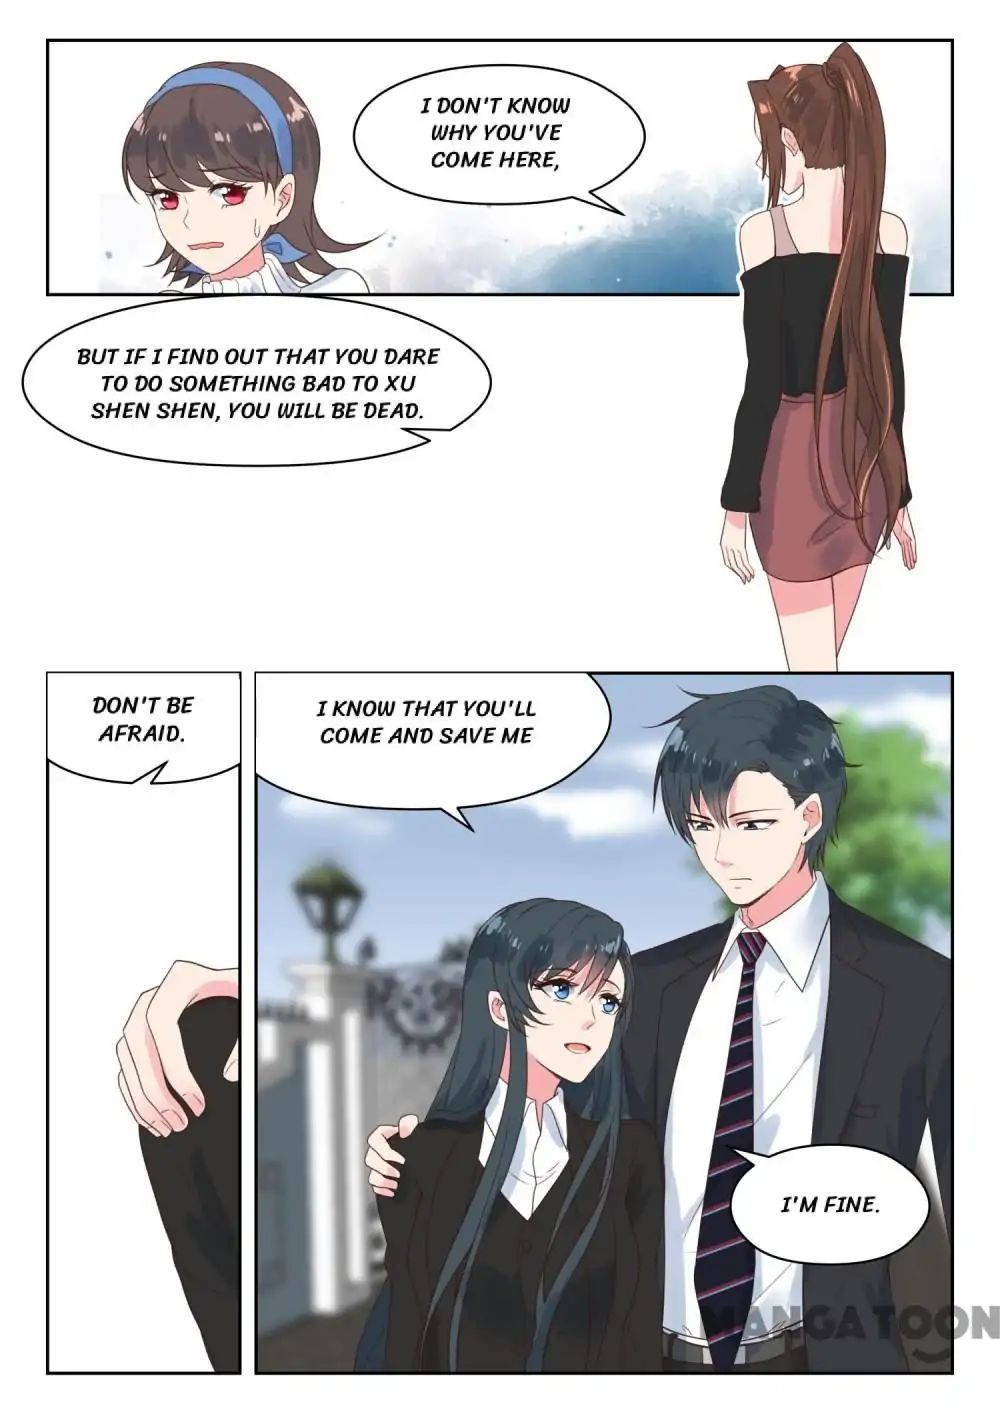 I DON'T KNOW
WHY YOU'VE
COME HERE,
BUT IF I FIND OUT THAT YOU DARE
TO DO SOMETHING BAD TO XU
SHEN SHEN, YOU WILL BE DEAD.
DON'T BE
AFRAID.
I KNOW THAT YOU'LL
COME AND SAVE ME
I'M FINE.
MANGATOON